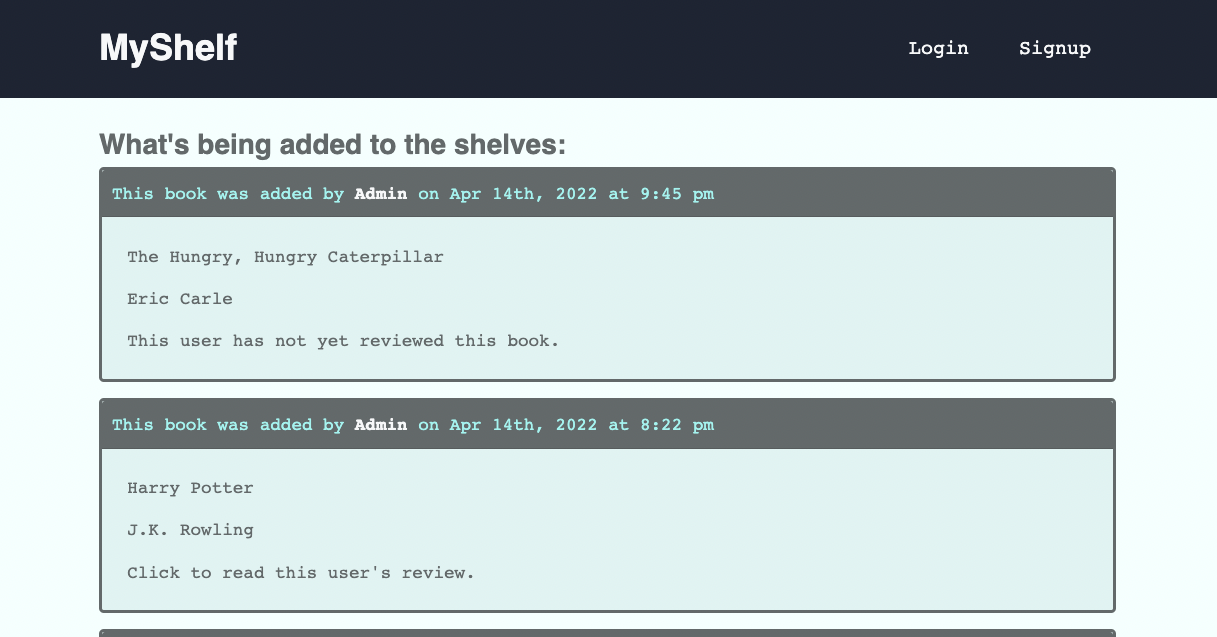 MyShelf
Login
Signup
What's being added to the shelves:
This book was added by Admin on Apr 14th, 2022 at 9:45 pm
The Hungry, Hungry Caterpillar
Eric Carle
This user has not yet reviewed this book.
This book was added by Admin on Apr 14th, 2022 at 8:22 pm
Harry Potter
J.K. Rowling
Click to read this user's review.